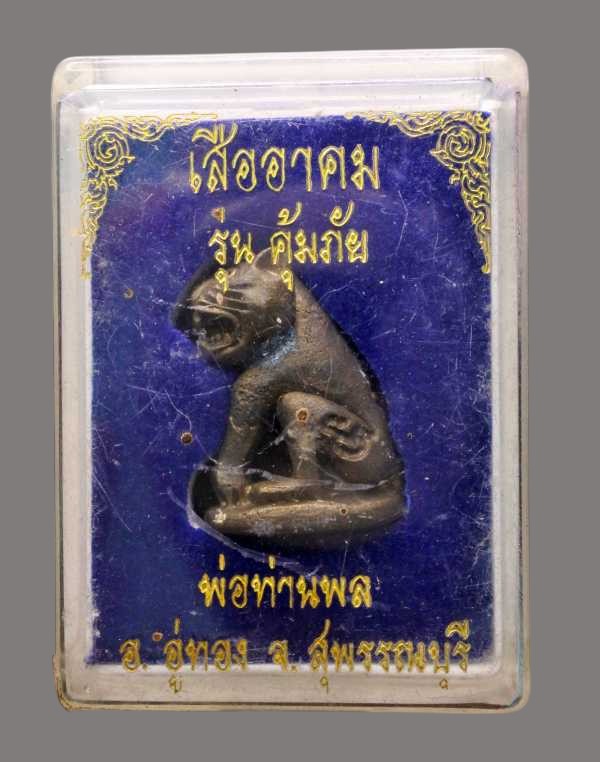 เสืออาคม
รุ่น คุ้มภัย
พ่อท่านพล
อ. อู่ทอง จ. สุพรรณบุรี